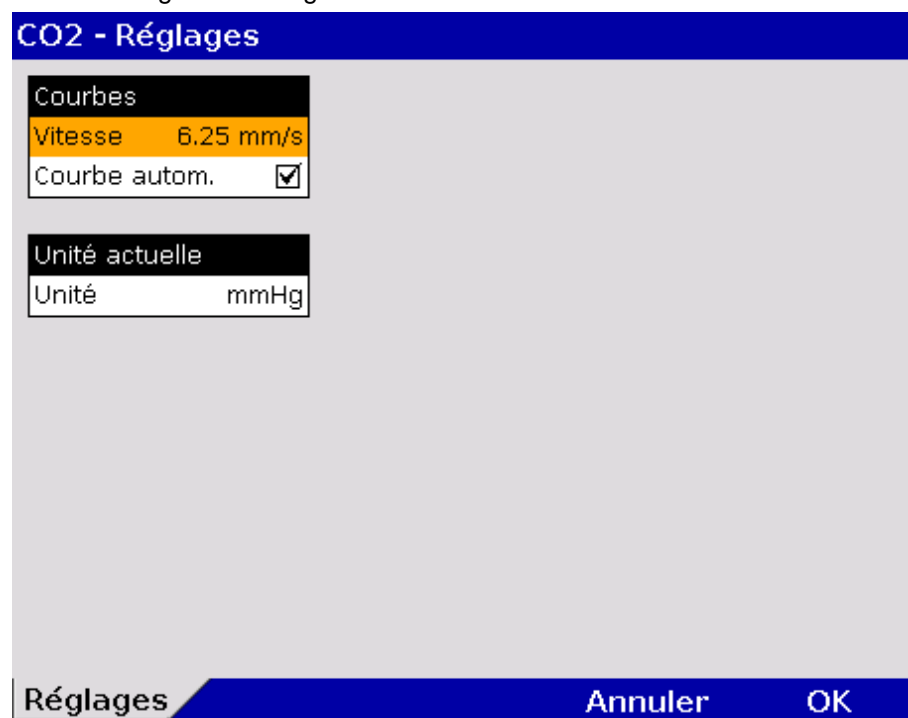 CO2 - Réglages
Courbes
Vitesse 6.25 mm/s
Courbe autom.
Unité actuelle
Unité mmHg
Réglages Annuler OK